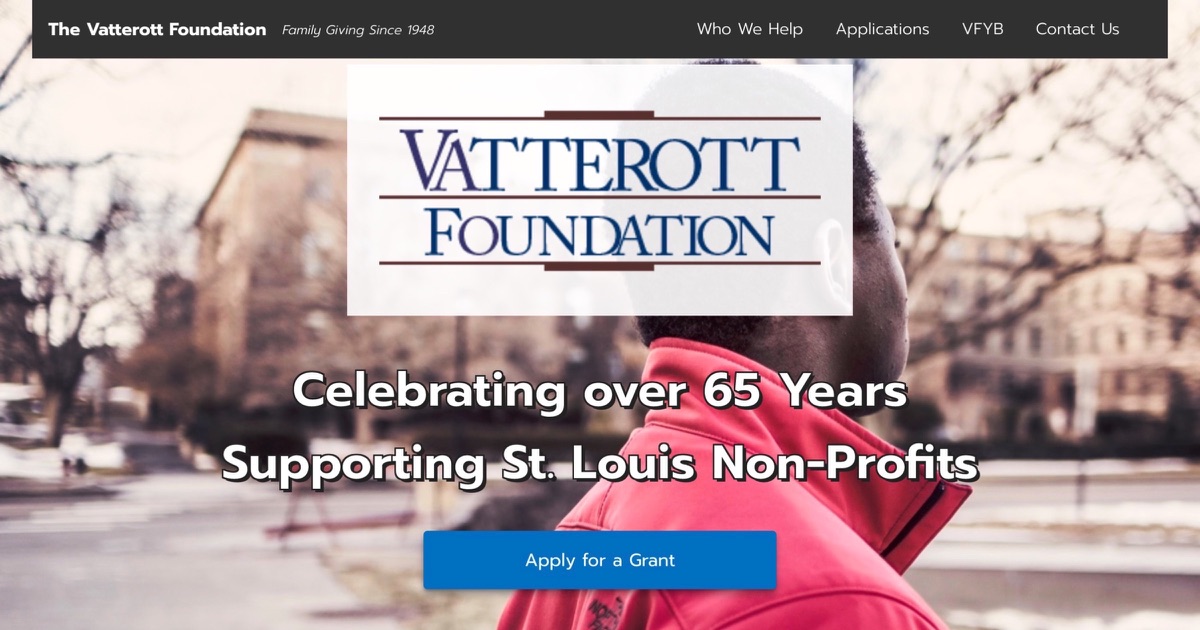 The Vatterott Foundation Family Giving Since 1948 Who We Help Applications VFYB Contact Us
VATTEROTT
FOUNDATION
Celebrating over 65 Years
Supporting St. Louis Non-Profits
Apply for a Grant